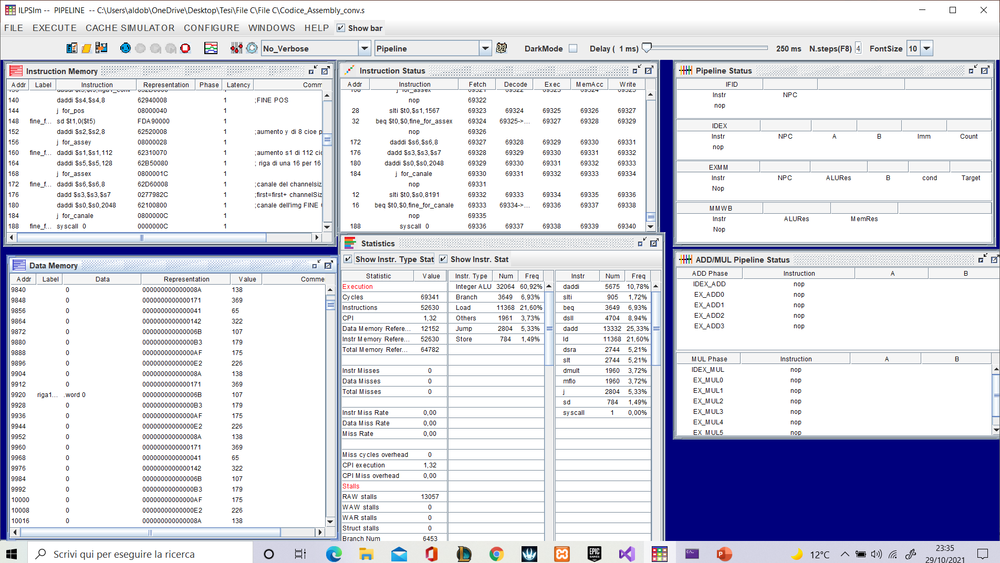 ILPSIm -- PIPELINE -- C:\Users\aldob\OneDrive\Desktop\Tesi\File C\File C\Codice_Assembly_conv.s
FILE EXECUTE CACHE SIMULATOR CONFIGURE WINDOWS HELP Show bar
No_Verbose Pipeline DarkMode Delay ( 1 ms) 250 ms N.steps(F8) 4 FontSize 10
Instruction Memory
Addr Label Instruction Representation Phase Latency Comm
140 daddi $s4,$s4,8 62940008 1 ;FINE POS
144 j for_pos 08000040 1
148 fine_f... sd $t1,0($t5) FDA90000 1
152 daddi $s2,$s2,8 62520008 1 ;aumento y di 8 cioe p
156 j for_assey 08000028 1
160 fine_f... daddi $s1,$s1,112 62310070 1 ;aumento s1 di 112 cic
164 daddi $s5,$s5,128 62B50080 1 ; riga di una 16 per 16
168 j for_assex 0800001C 1
172 fine_f... daddi $s6,$s6,8 62D60008 1 ;canale del channelsiz
176 dadd $s3,$s3,$s7 0277982C 1 ;first=first+ channelSiz
180 daddi $s0,$s0,2048 62100800 1 ;canale dell'img FINE
184 j for_canale 0800000C 1
188 fine_f... syscall 0 0000000C 1
Instruction Status
Addr Instruction Fetch Decode Exec MemAcc Write
168 j for_assex 69321 69322 69323 69324 69325
nop 69322
28 slti $t0,$s1,1567 69323 69324 69325 69326 69327
32 beq $t0,$0,fine_for_assex 69324 69325->... 69327 69328 69329
nop 69326
172 daddi $s6,$s6,8 69327 69328 69329 69330 69331
176 dadd $s3,$s3,$s7 69328 69329 69330 69331 69332
180 daddi $s0,$s0,2048 69329 69330 69331 69332 69333
184 j for_canale 69330 69331 69332 69333 69334
nop 69331
12 slti $t0,$s0,8191 69332 69333 69334 69335 69336
16 beq $t0,$0,fine_for_canale 69333 69334->... 69336 69337 69338
nop 69335
188 syscall 0 69336 69337 69338 69339 69340
Pipeline Status
IFID
Instr NPC
nop
IDEX
Instr NPC A B Imm Count
nop
EXMM
Instr NPC ALURes B cond Target
Nop
MMWB
Instr ALURes MemRes
Nop
Data Memory
Addr Label Data Representation Value Comme
9840 0 000000000000008A 138
9848 0 0000000000000171 369
9856 0 0000000000000041 65
9864 0 0000000000000142 322
9872 0 000000000000006B 107
9880 0 00000000000000B3 179
9888 0 00000000000000AF 175
9896 0 00000000000000E2 226
9904 0 000000000000008A 138
9912 0 0000000000000171 369
9920 riga1... .word 0 000000000000006B 107
9928 0 00000000000000B3 179
9936 0 00000000000000AF 175
9944 0 00000000000000E2 226
9952 0 000000000000008A 138
9960 0 0000000000000171 369
9968 0 0000000000000041 65
9976 0 0000000000000142 322
9984 0 000000000000006B 107
9992 0 00000000000000B3 179
10000 0 00000000000000AF 175
10008 0 00000000000000E2 226
10016 0 000000000000008A 138
Statistics
Show Instr. Type Stat Show Instr. Stat
Statistic Value
Execution
Cycles 69341
Instructions 52630
CPI 1,32
Data Memory Refere... 12152
Instr Memory Refere... 52630
Total Memory Refer... 64782
Instr Misses 0
Data Misses 0
Total Misses 0
Instr Miss Rate 0,00
Data Miss Rate 0,00
Miss Rate 0,00
Miss cycles overhead 0
CPI execution 1,32
CPI Miss overhead 0,00
Stalls
RAW stalls 13057
WAW stalls 0
WAR stalls 0
Struct stalls 0
Branch Num 6453
Instr. Type Num Freq
Integer ALU 32064 60,92%
Branch 3649 6,93%
Load 11368 21,60%
Others 1961 3,73%
Jump 2804 5,33%
Store 784 1,49%
Instr Num Freq
daddi 5675 10,78%
slti 905 1,72%
beq 3649 6,93%
dsll 4704 8,94%
dadd 13332 25,33%
ld 11368 21,60%
dsra 2744 5,21%
slt 2744 5,21%
dmult 1960 3,72%
mflo 1960 3,72%
j 2804 5,33%
sd 784 1,49%
syscall 1 0,00%
ADD/MUL Pipeline Status
ADD Phase Instruction A B
IDEX_ADD nop
EX_ADD0 nop
EX_ADD1 nop
EX_ADD2 nop
EX_ADD3 nop
MUL Phase Instruction A B
IDEX_MUL nop
EX_MUL0 nop
EX_MUL1 nop
EX_MUL2 nop
EX_MUL3 nop
EX_MUL4 nop
EX_MUL5 nop
Scrivi qui per eseguire la ricerca
EPIC GAMES
12°C
23:35
29/10/2021